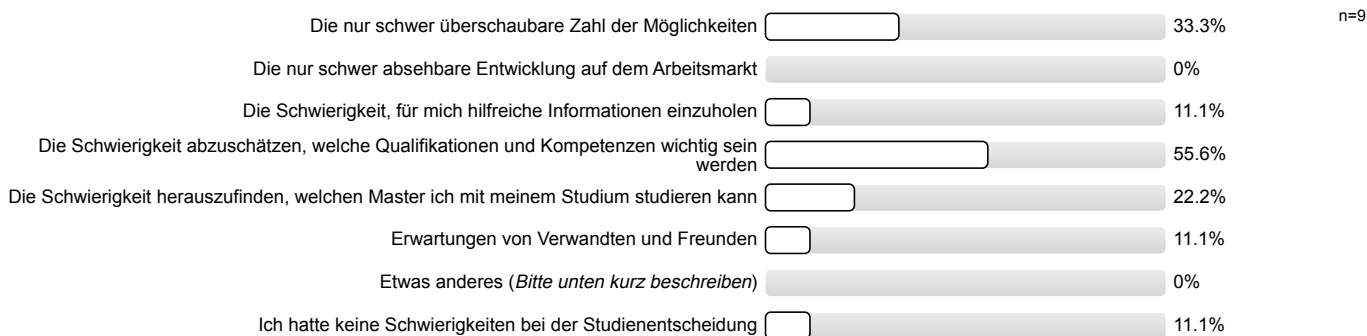 Die nur schwer überschaubare Zahl der Möglichkeiten 33.3% n=9
Die nur schwer absehbare Entwicklung auf dem Arbeitsmarkt 0%
Die Schwierigkeit, für mich hilfreiche Informationen einzuholen 11.1%
Die Schwierigkeit abzuschätzen, welche Qualifikationen und Kompetenzen wichtig sein
werden 55.6%
Die Schwierigkeit herauszufinden, welchen Master ich mit meinem Studium studieren kann 22.2%
Erwartungen von Verwandten und Freunden 11.1%
Etwas anderes (Bitte unten kurz beschreiben) 0%
Ich hatte keine Schwierigkeiten bei der Studienentscheidung 11.1%